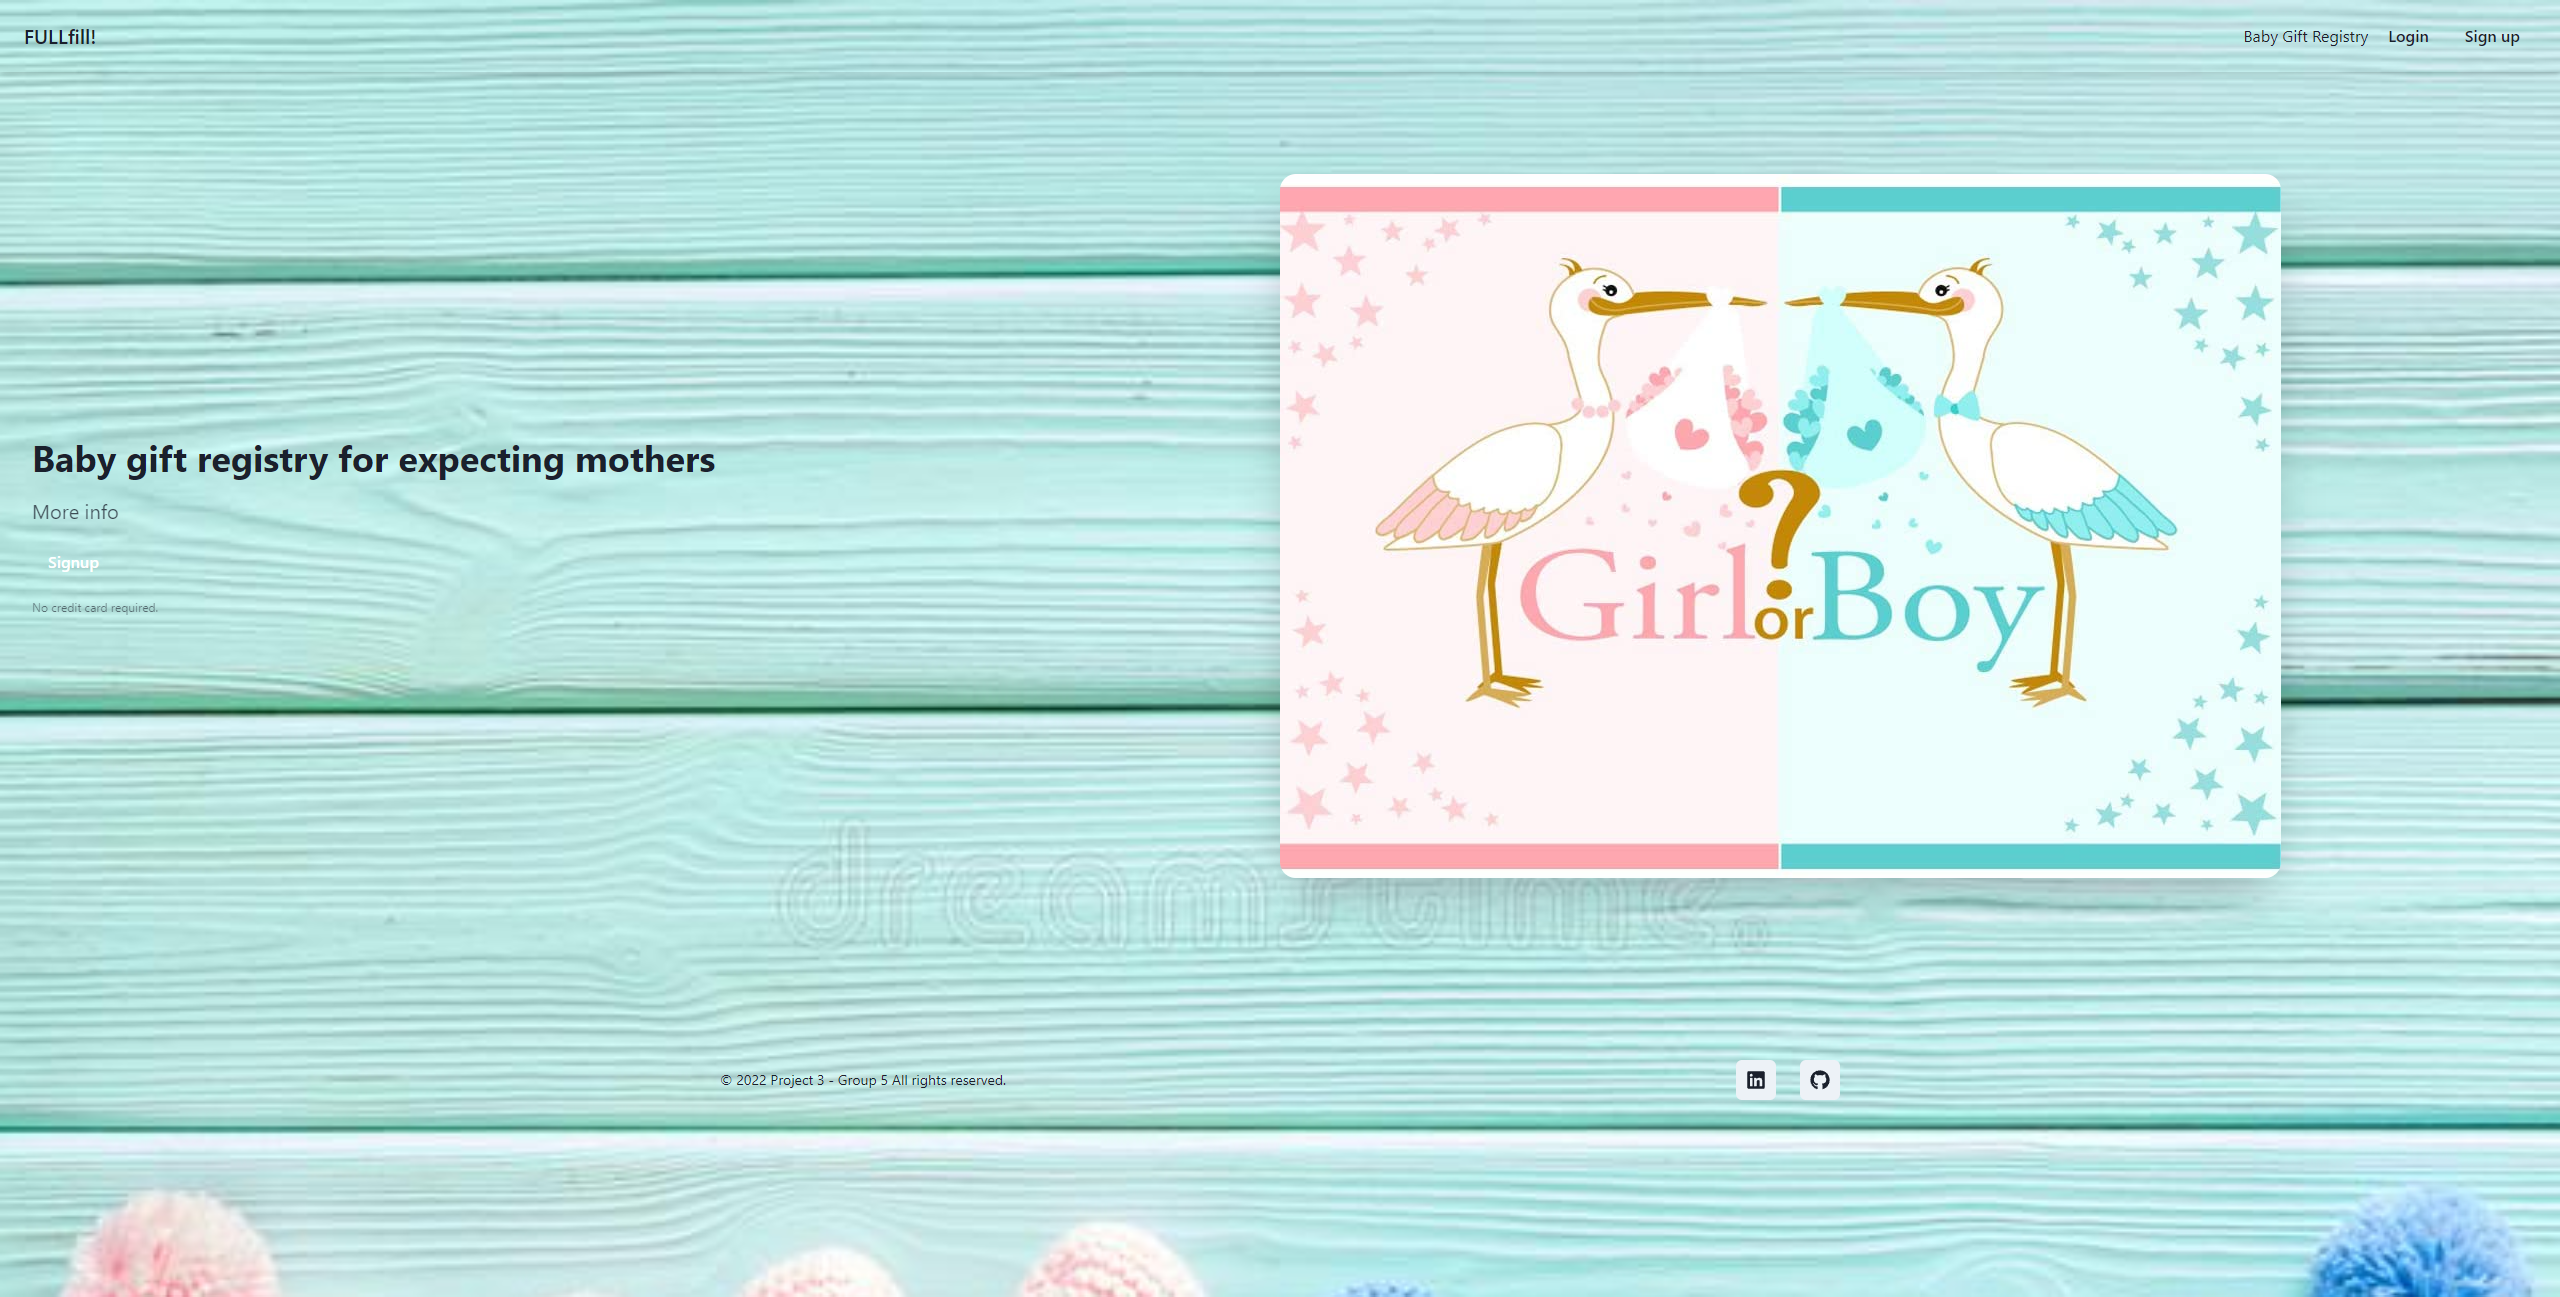 FULLfill!
Baby Gift Registry Login Sign up
Baby gift registry for expecting mothers
More info
Signup
No credit card required.
?
Girl or Boy
dreamstime®
© 2022 Project 3 - Group 5 All rights reserved.
in